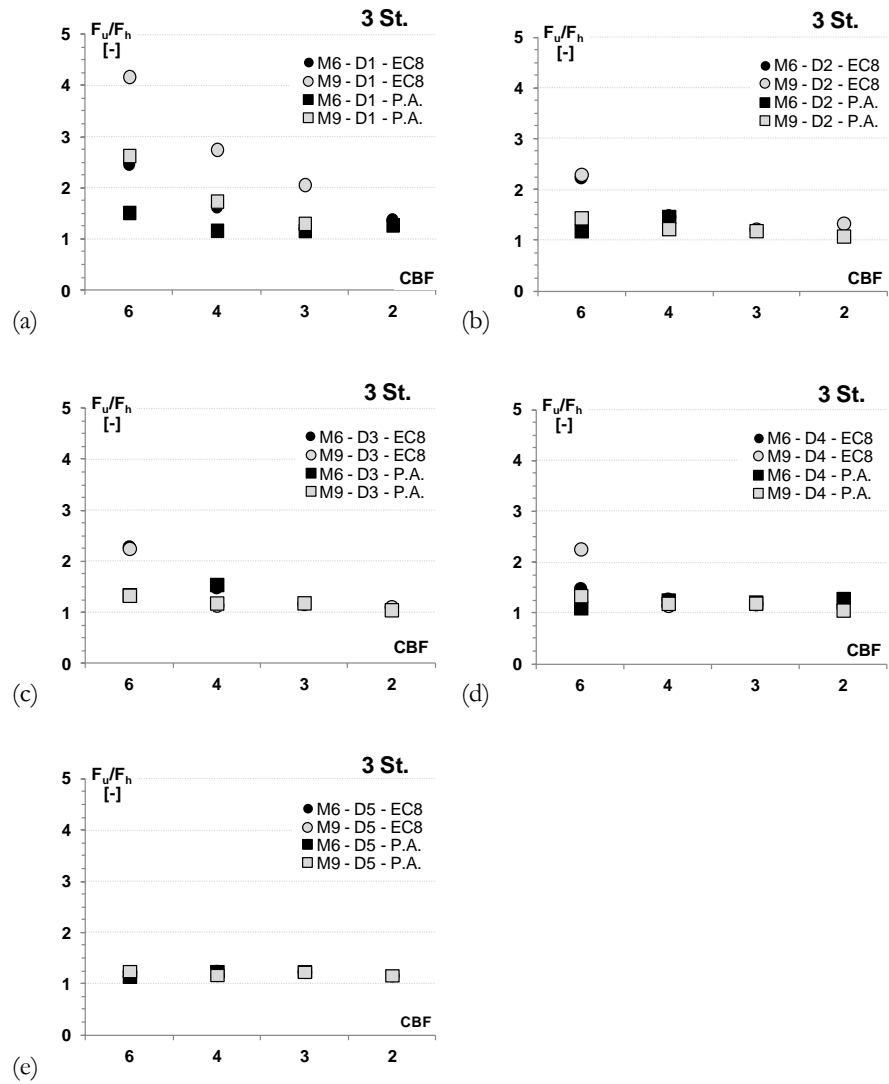 3 St.
Fu/Fh
[-]
M6 - D1 - EC8
M9 - D1 - EC8
M6 - D1 - P.A.
M9 - D1 - P.A.
5
4
3
2
1
0
CBF
6 4 3 2
(a)
3 St.
Fu/Fh
[-]
M6 - D2 - EC8
M9 - D2 - EC8
M6 - D2 - P.A.
M9 - D2 - P.A.
5
4
3
2
1
0
CBF
6 4 3 2
(b)
3 St.
Fu/Fh
[-]
M6 - D3 - EC8
M9 - D3 - EC8
M6 - D3 - P.A.
M9 - D3 - P.A.
5
4
3
2
1
0
CBF
6 4 3 2
(c)
3 St.
Fu/Fh
[-]
M6 - D4 - EC8
M9 - D4 - EC8
M6 - D4 - P.A.
M9 - D4 - P.A.
5
4
3
2
1
0
CBF
6 4 3 2
(d)
3 St.
Fu/Fh
[-]
M6 - D5 - EC8
M9 - D5 - EC8
M6 - D5 - P.A.
M9 - D5 - P.A.
5
4
3
2
1
0
CBF
6 4 3 2
(e)